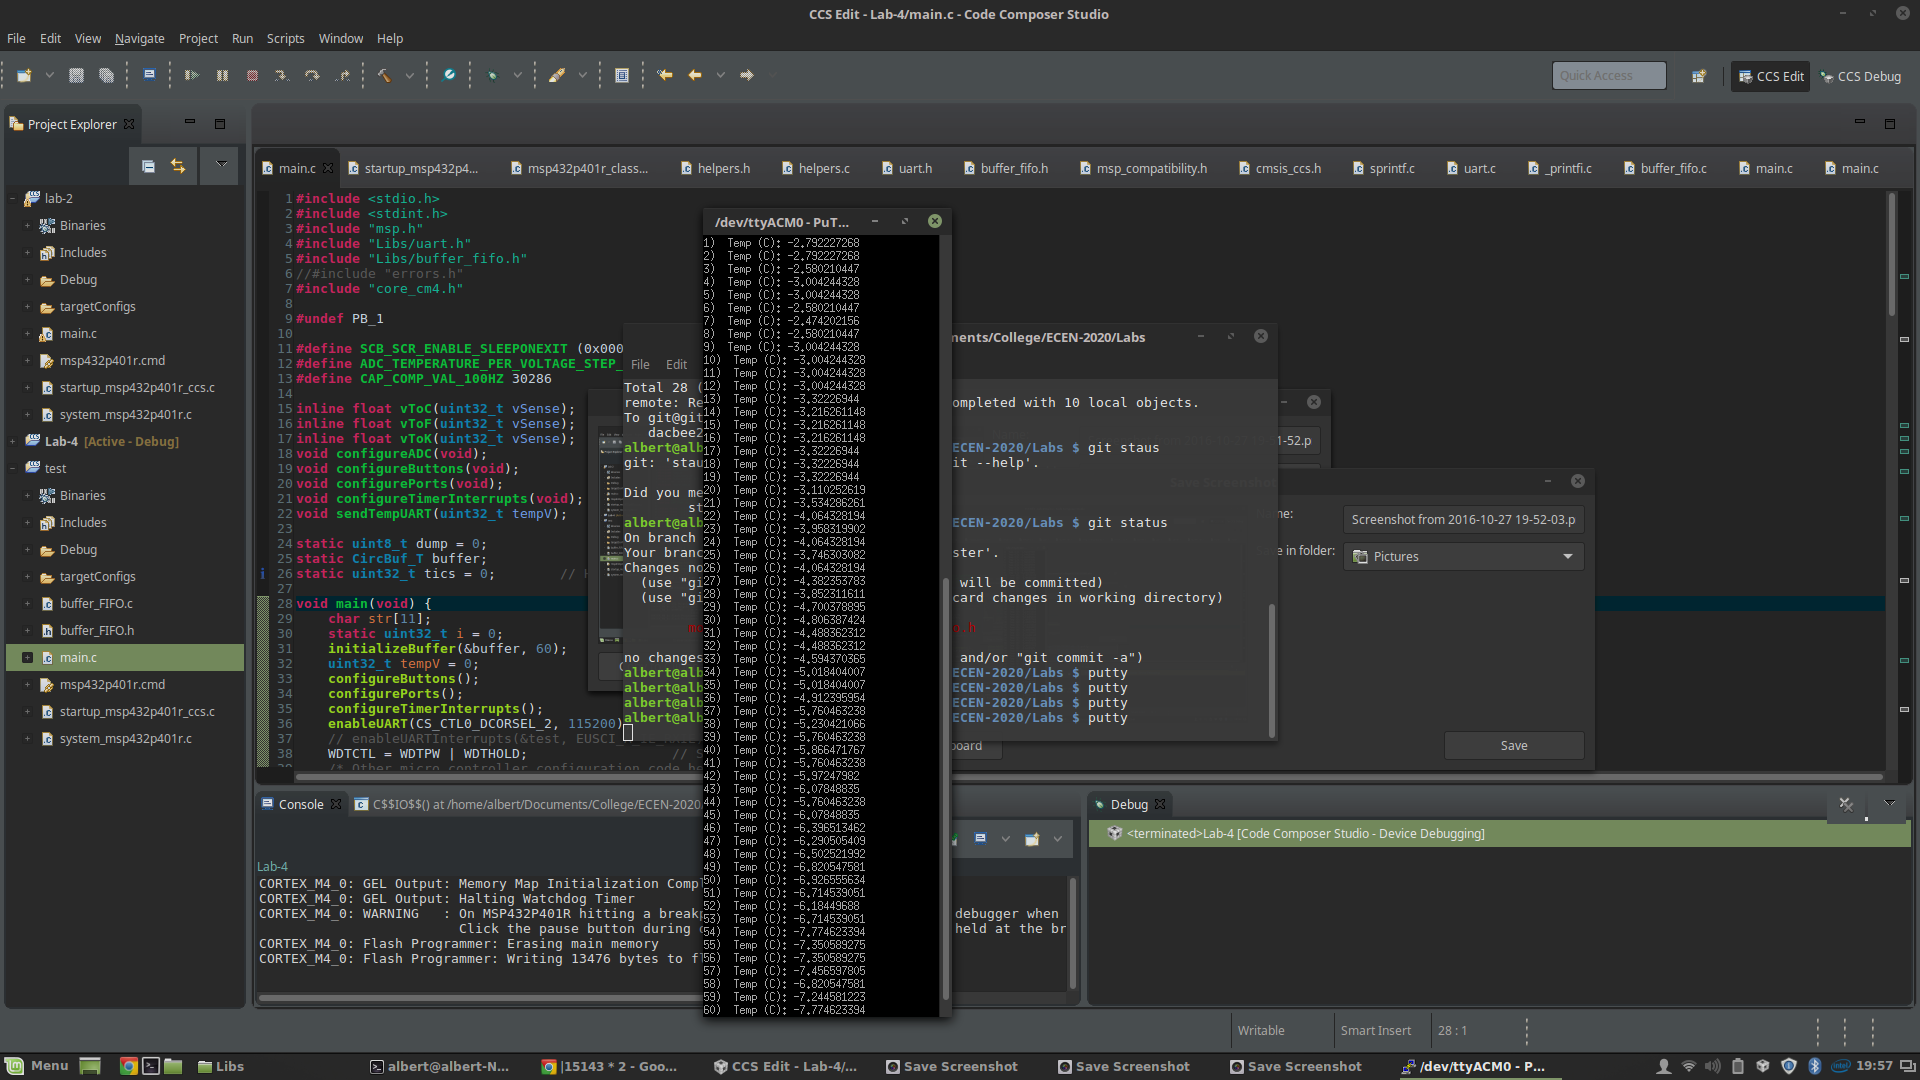 CCS Edit - Lab-4/main.c - Code Composer Studio
File Edit View Navigate Project Run Scripts Window Help
Quick Access
CCS Edit
CCS Debug
Project Explorer
lab-2
Binaries
Includes
Debug
targetConfigs
main.c
msp432p401r.cmd
startup_msp432p401r_ccs.c
system_msp432p401r.c
Lab-4 [Active - Debug]
test
Binaries
Includes
Debug
targetConfigs
buffer_FIFO.c
buffer_FIFO.h
main.c
msp432p401r.cmd
startup_msp432p401r_ccs.c
system_msp432p401r.c
main.c
startup_msp432p4...
msp432p401r_class...
helpers.h
helpers.c
uart.h
buffer_fifo.h
msp_compatibility.h
cmsis_ccs.h
sprintf.c
uart.c
_printfi.c
buffer_fifo.c
main.c
main.c
1 #include <stdio.h>
2 #include <stdint.h>
3 #include "msp.h"
4 #include "Libs/uart.h"
5 #include "Libs/buffer_fifo.h"
6 //#include "errors.h"
7 #include "core_cm4.h"
8
9 #undef PB_1
10
11 #define SCB_SCR_ENABLE_SLEEPONEXIT (0x000
12 #define ADC_TEMPERATURE_PER_VOLTAGE_STEP_
13 #define CAP_COMP_VAL_100HZ 30286
14
15 inline float vToC(uint32_t vSense);
16 inline float vToF(uint32_t vSense);
17 inline float vToK(uint32_t vSense);
18 void configureADC(void);
19 void configureButtons(void);
20 void configurePorts(void);
21 void configureTimerInterrupts(void);
22 void sendTempUART(uint32_t tempV);
23
24 static uint8_t dump = 0;
25 static CircBuf_T buffer;
26 static uint32_t tics = 0; //
27
28 void main(void) {
29 char str[11];
30 static uint32_t i = 0;
31 initializeBuffer(&buffer, 60);
32 uint32_t tempV = 0;
33 configureButtons();
34 configurePorts();
35 configureTimerInterrupts();
36 enableUART(CS_CTL0_DCORSEL_2, 115200)
37 // enableUARTInterrupts(&test, EUSCI_
38 WDTCTL = WDTPW | WDTHOLD; //
/dev/ttyACM0 - PuT...
1) Temp (C): -2.792227268
2) Temp (C): -2.792227268
3) Temp (C): -2.580210447
4) Temp (C): -3.004244328
5) Temp (C): -3.004244328
6) Temp (C): -2.580210447
7) Temp (C): -2.474202156
8) Temp (C): -2.580210447
9) Temp (C): -3.004244328
10) Temp (C): -3.004244328
11) Temp (C): -3.004244328
12) Temp (C): -3.004244328
13) Temp (C): -3.32226944
14) Temp (C): -3.216261148
15) Temp (C): -3.216261148
16) Temp (C): -3.216261148
17) Temp (C): -3.32226944
18) Temp (C): -3.32226944
19) Temp (C): -3.32226944
20) Temp (C): -3.110252619
21) Temp (C): -3.534286261
22) Temp (C): -4.064328194
23) Temp (C): -3.958319902
24) Temp (C): -4.064328194
25) Temp (C): -3.746303082
26) Temp (C): -4.064328194
27) Temp (C): -4.382353783
28) Temp (C): -3.852311611
29) Temp (C): -4.700378895
30) Temp (C): -4.806387424
31) Temp (C): -4.488362312
32) Temp (C): -4.488362312
33) Temp (C): -4.594370365
34) Temp (C): -5.018404007
35) Temp (C): -5.018404007
36) Temp (C): -4.912395954
37) Temp (C): -5.760463238
38) Temp (C): -5.230421066
39) Temp (C): -5.760463238
40) Temp (C): -5.866471767
41) Temp (C): -5.760463238
42) Temp (C): -5.97247982
43) Temp (C): -6.07848835
44) Temp (C): -5.760463238
45) Temp (C): -6.07848835
46) Temp (C): -6.396513462
47) Temp (C): -6.290505409
48) Temp (C): -6.502521992
49) Temp (C): -6.820547581
50) Temp (C): -6.926555634
51) Temp (C): -6.714539051
52) Temp (C): -6.18449688
53) Temp (C): -6.714539051
54) Temp (C): -7.774623394
55) Temp (C): -7.350589275
56) Temp (C): -7.350589275
57) Temp (C): -7.456597805
58) Temp (C): -6.820547581
59) Temp (C): -7.244581223
60) Temp (C): -7.774623394
ments/College/ECEN-2020/Labs
File Edit
Total 28 (
remote: Re ompleted with 10 local objects.
To git@git
dacbee2
albert@alb ECEN-2020/Labs $ git staus
git: 'stau it --help'.
Did you me
st
albert@alb ECEN-2020/Labs $ git status
On branch
Your branc ster'.
Changes no
(use "gi will be committed)
(use "gi card changes in working directory)
no changes and/or "git commit -a")
albert@alb ECEN-2020/Labs $ putty
albert@alb ECEN-2020/Labs $ putty
albert@alb ECEN-2020/Labs $ putty
albert@alb ECEN-2020/Labs $ putty
-52.p
Save Screenshot
me:
Screenshot from 2016-10-27 19-52-03.p
e in folder:
Pictures
Save
oard
Console
C$$IO$$() at /home/albert/Documents/College/ECEN-2020
Lab-4
CORTEX_M4_0: GEL Output: Memory Map Initialization Comp
CORTEX_M4_0: GEL Output: Halting Watchdog Timer
CORTEX_M4_0: WARNING : On MSP432P401R hitting a break debugger when
Click the pause button during held at the br
CORTEX_M4_0: Flash Programmer: Erasing main memory
CORTEX_M4_0: Flash Programmer: Writing 13476 bytes to f
Debug
<terminated>Lab-4 [Code Composer Studio - Device Debugging]
Writable
Smart Insert
28 : 1
Menu
Libs
albert@albert-N...
|15143 * 2 - Goo...
CCS Edit - Lab-4/...
Save Screenshot
Save Screenshot
Save Screenshot
/dev/ttyACM0 - P...
19:57